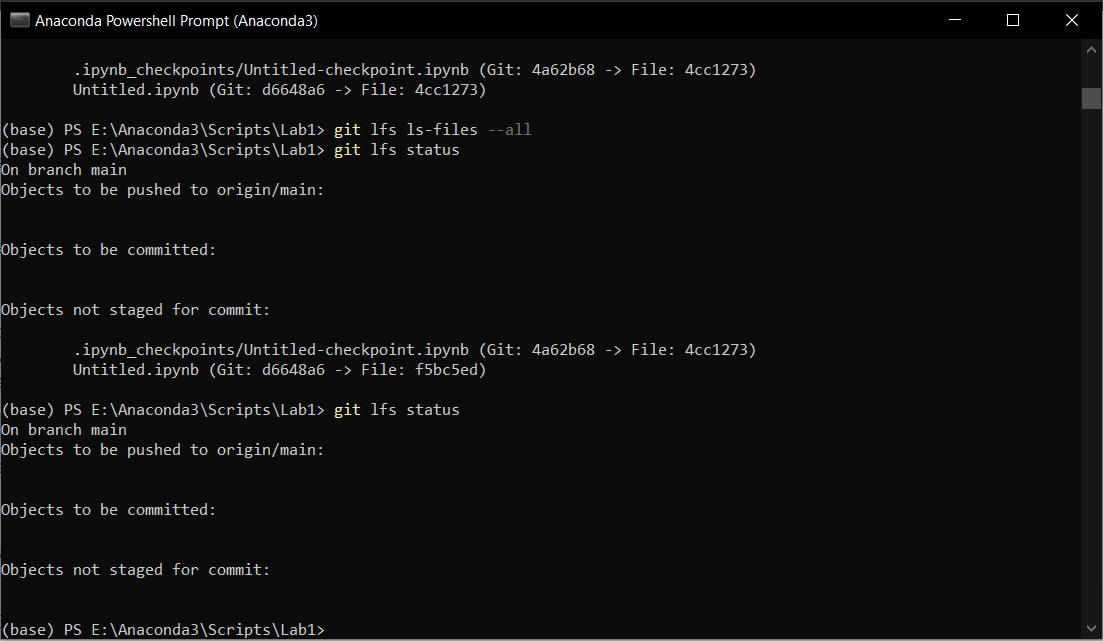 Anaconda Powershell Prompt (Anaconda3)
.ipynb_checkpoints/Untitled-checkpoint.ipynb (Git: 4a62b68 -> File: 4cc1273)
Untitled.ipynb (Git: d6648a6 -> File: 4cc1273)
(base) PS E:\Anaconda3\Scripts\Lab1> git lfs ls-files --all
(base) PS E:\Anaconda3\Scripts\Lab1> git lfs status
On branch main
Objects to be pushed to origin/main:
Objects to be committed:
Objects not staged for commit:
.ipynb_checkpoints/Untitled-checkpoint.ipynb (Git: 4a62b68 -> File: 4cc1273)
Untitled.ipynb (Git: d6648a6 -> File: f5bc5ed)
(base) PS E:\Anaconda3\Scripts\Lab1> git lfs status
On branch main
Objects to be pushed to origin/main:
Objects to be committed:
Objects not staged for commit:
(base) PS E:\Anaconda3\Scripts\Lab1>